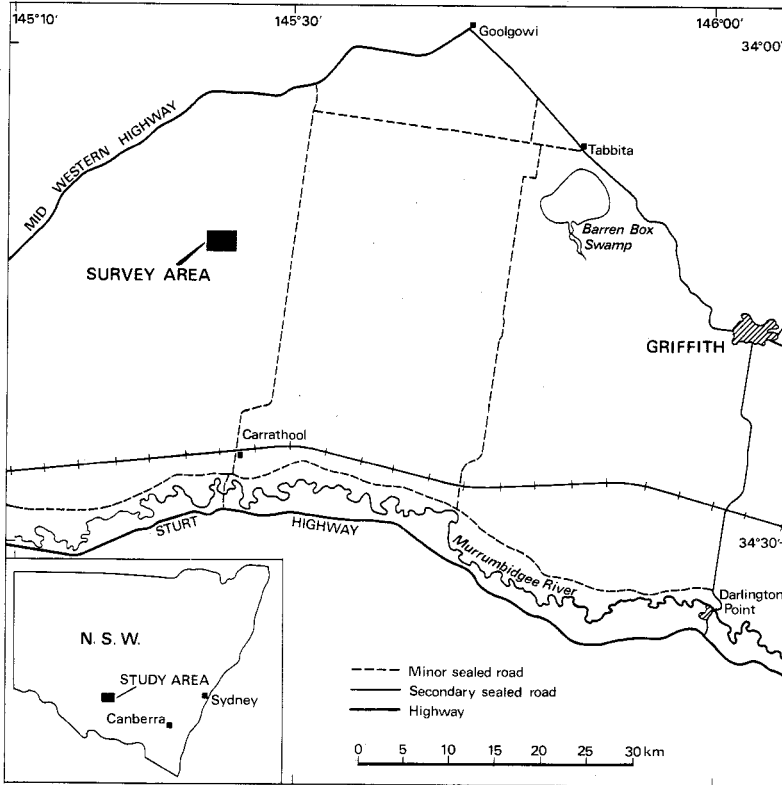 145°10'
145°30'
146°00'
34°00'
Goolgowi
MID WESTERN HIGHWAY
Tabbita
Barren Box
Swamp
SURVEY AREA
GRIFFITH
Carrathool
STURT HIGHWAY
34°30'
Murrumbidgee River
Darlington
Point
N. S. W.
STUDY AREA
Sydney
Canberra
Minor sealed road
Secondary sealed road
Highway
0 5 10 15 20 25 30 km